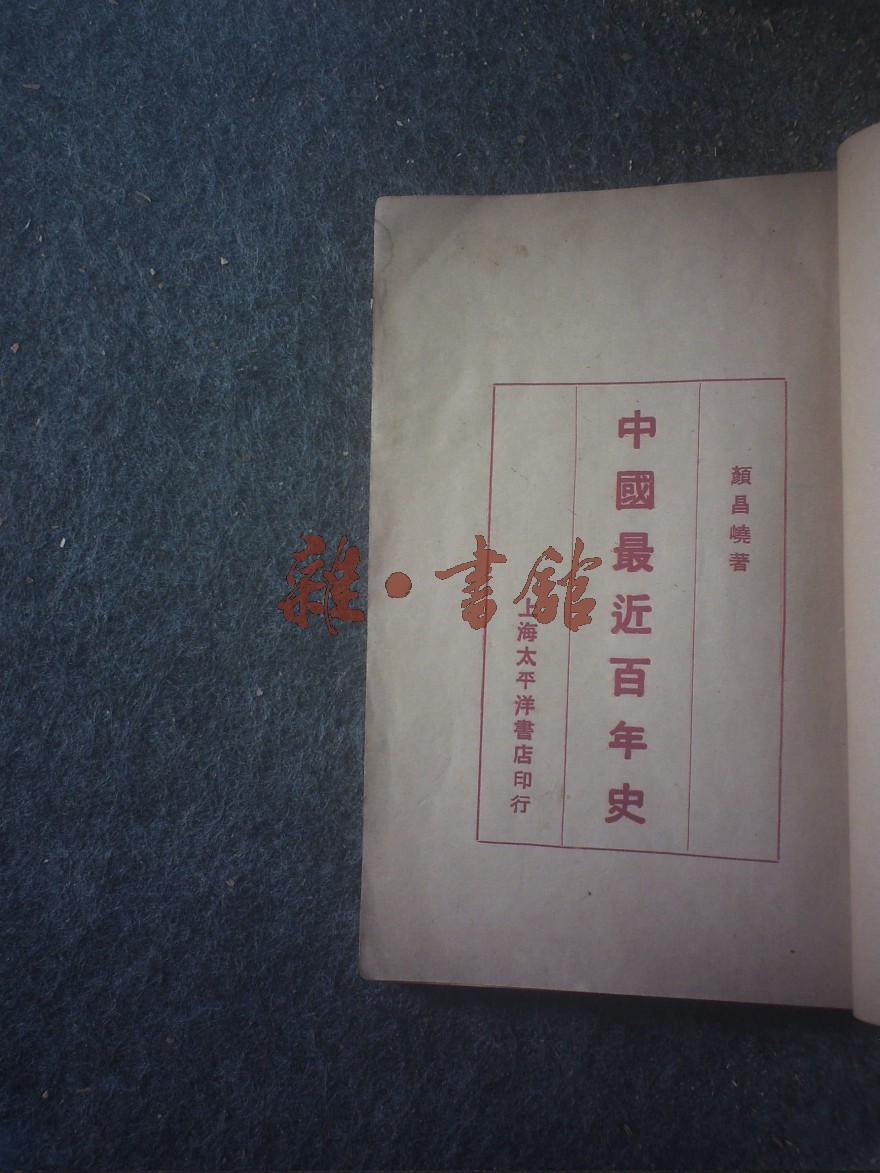 顏昌嶢著
中國最近百年史
上海太平洋書店印行
雜·書館